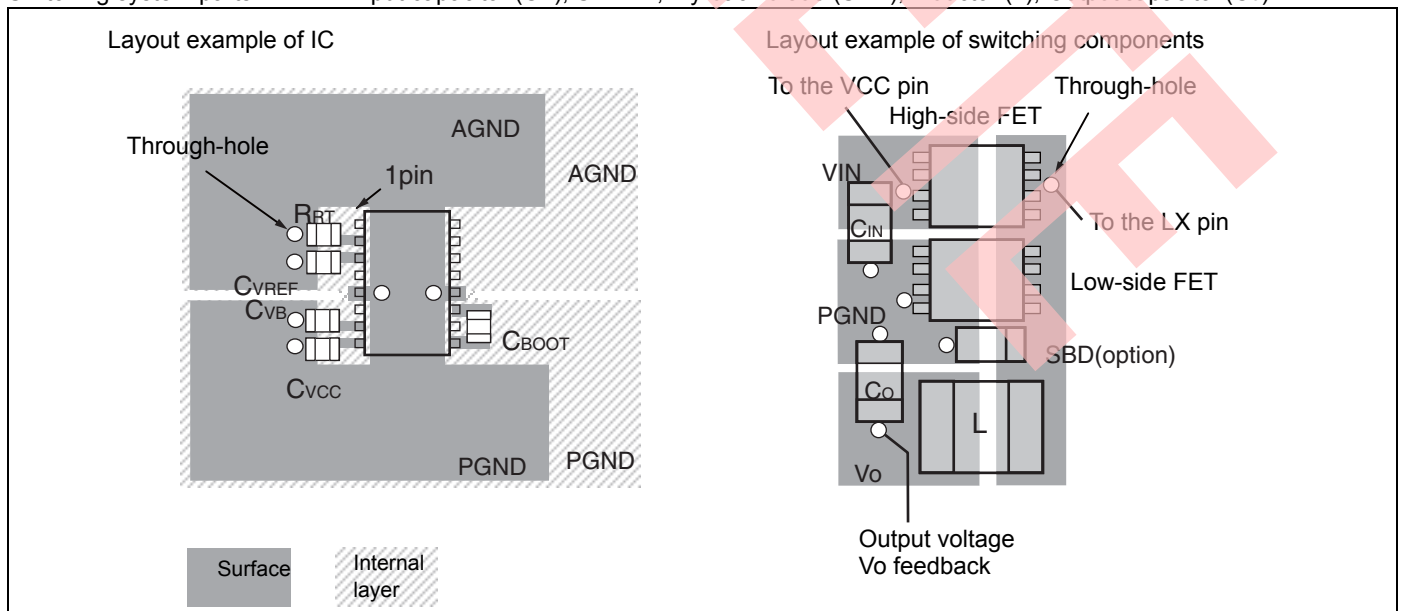 Layout example of IC
AGND
AGND
Through-hole
1pin
RRT
CVREF
CVB
CBOOT
CVCC
PGND
PGND
Surface
Internal
layer
Layout example of switching components
To the VCC pin
Through-hole
High-side FET
VIN
CIN
To the LX pin
Low-side FET
PGND
SBD(option)
CO
L
Vo
Output voltage
Vo feedback